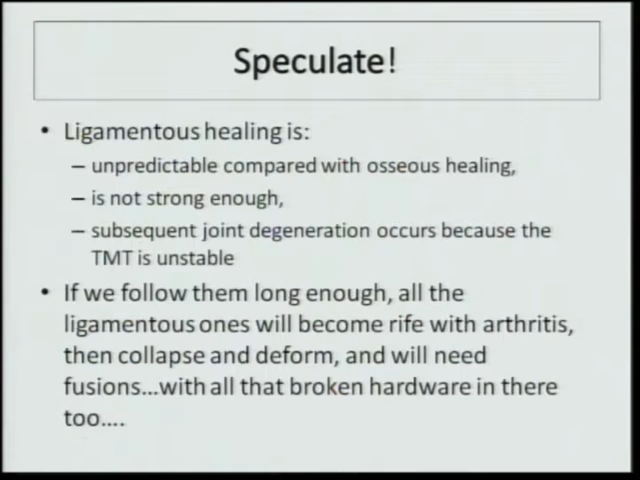 Speculate!
• Ligamentous healing is:
– unpredictable compared with osseous healing,
– is not strong enough,
– subsequent joint degeneration occurs because the
TMT is unstable
• If we follow them long enough, all the
ligamentous ones will become rife with arthritis,
then collapse and deform, and will need
fusions...with all that broken hardware in there
too....